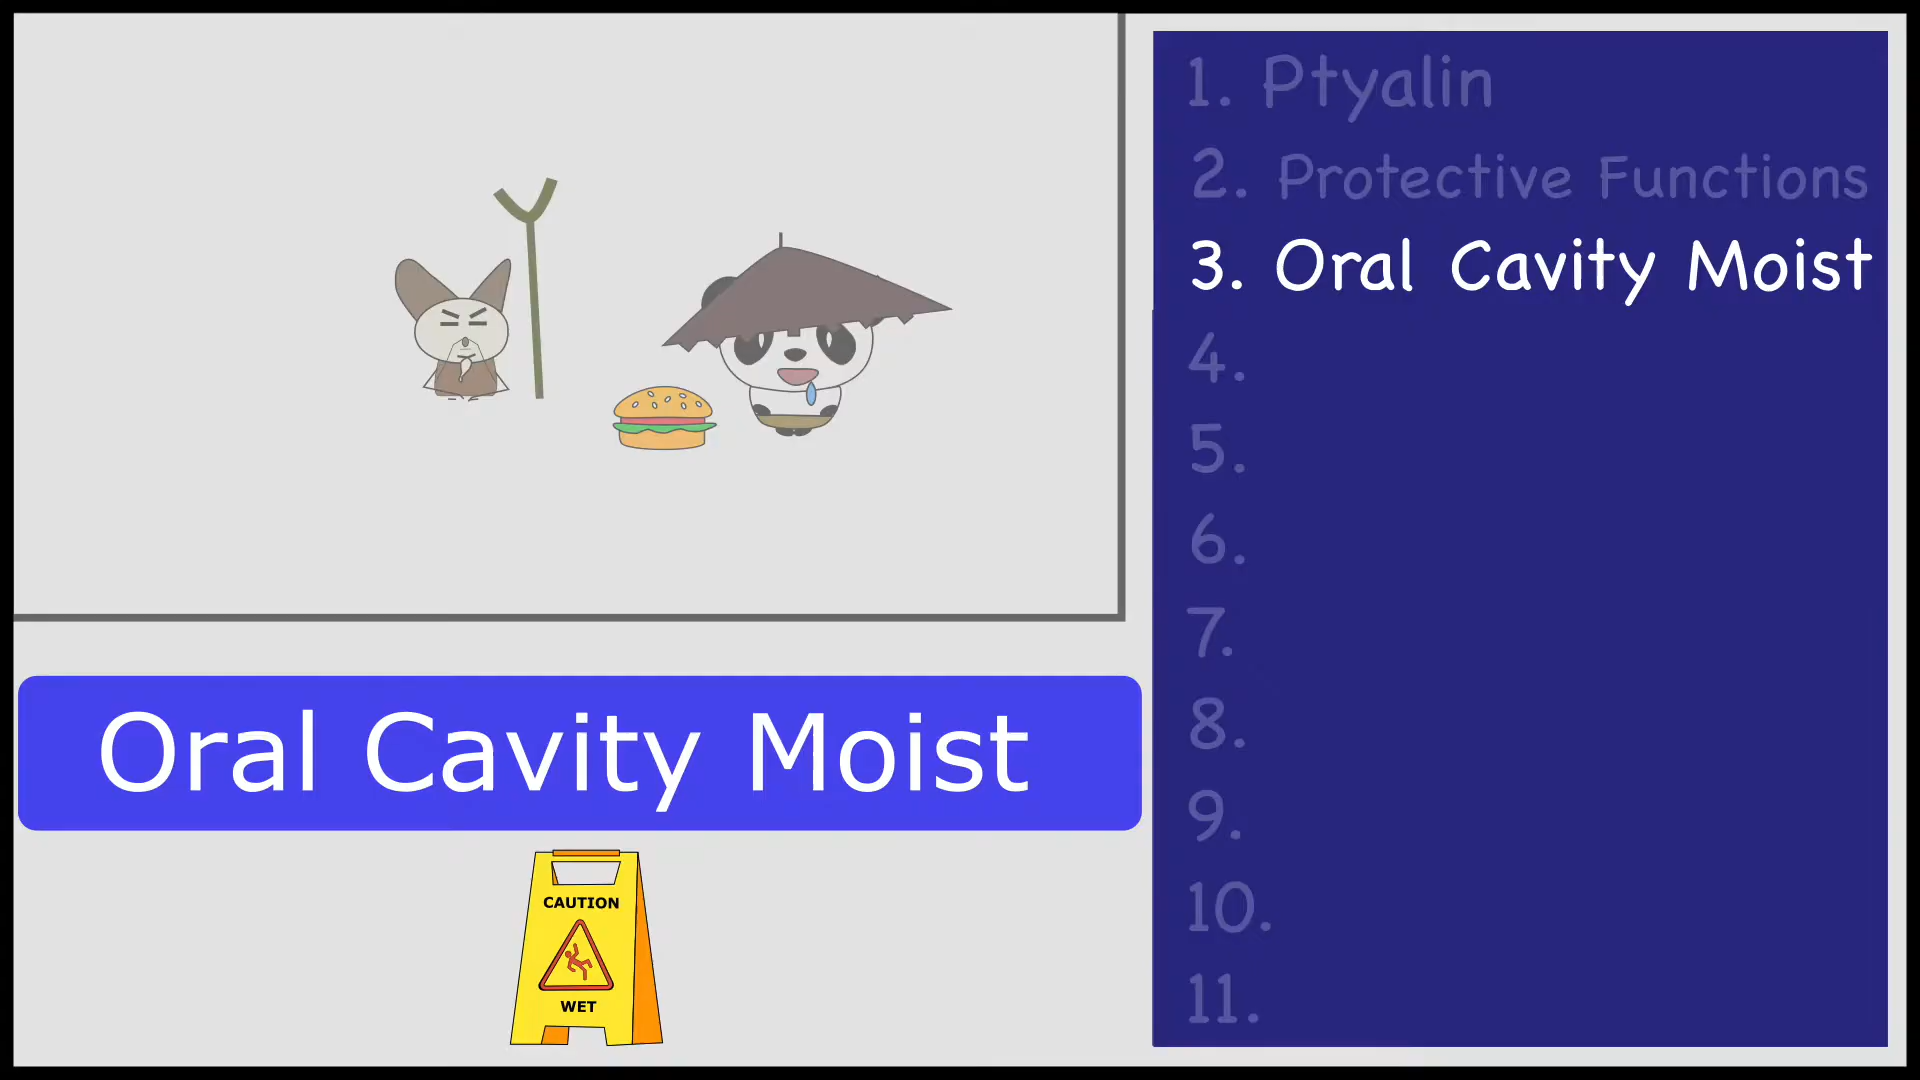 1. Ptyalin
2. Protective Functions
3. Oral Cavity Moist
4.
5.
6.
7.
8.
9.
10.
11.
Oral Cavity Moist
CAUTION
WET